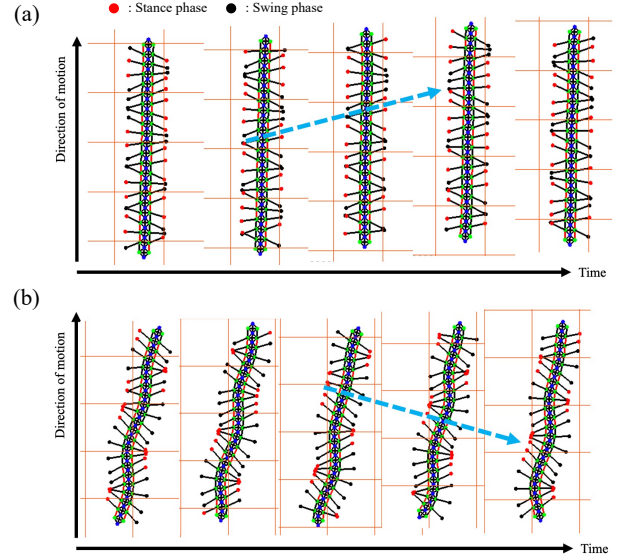 (a)
● : Stance phase ● : Swing phase
Direction of motion
Time
(b)
Direction of motion
Time